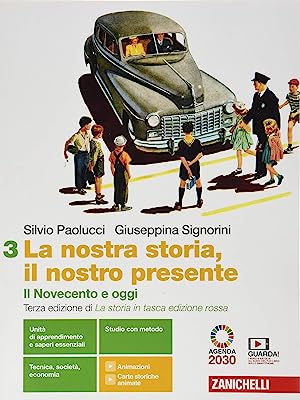 Silvio Paolucci Giuseppina Signorini
3 La nostra storia,
il nostro presente
Il Novecento e oggi
Terza edizione di La storia in tasca edizione rossa
Unità
di apprendimento
e saperi essenziali
Studio con metodo
Tecnica, società,
economia
Animazioni
Carte storiche
animate
AGENDA
2030
GUARDA!
ZANICHELLI